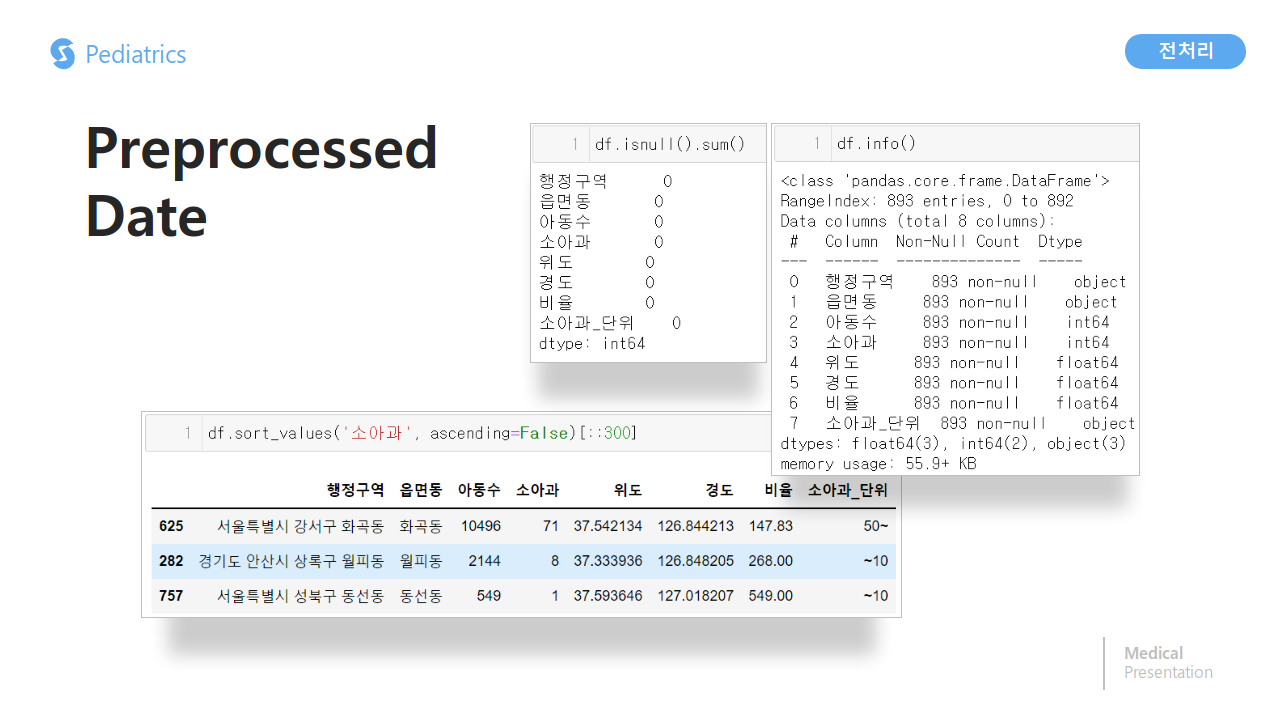 Pediatrics
전처리
Preprocessed
Date
1 df.isnull().sum()
행정구역 0
읍면동 0
아동수 0
소아과 0
위도 0
경도 0
비율 0
소아과_단위 0
dtype: int64
1 df.info()
<class 'pandas.core.frame.DataFrame'>
RangeIndex: 893 entries, 0 to 892
Data columns (total 8 columns):
# Column Non-Null Count Dtype
--- ------ -------------- -----
0 행정구역 893 non-null object
1 읍면동 893 non-null object
2 아동수 893 non-null int64
3 소아과 893 non-null int64
4 위도 893 non-null float64
5 경도 893 non-null float64
6 비율 893 non-null float64
7 소아과_단위 893 non-null object
dtypes: float64(3), int64(2), object(3)
memory usage: 55.9+ KB
1 df.sort_values('소아과', ascending=False)[::300]
행정구역 읍면동 아동수 소아과 위도 경도 비율 소아과_단위
625 서울특별시 강서구 화곡동 화곡동 10496 71 37.542134 126.844213 147.83 50~
282 경기도 안산시 상록구 월피동 월피동 2144 8 37.333936 126.848205 268.00 ~10
757 서울특별시 성북구 동선동 동선동 549 1 37.593646 127.018207 549.00 ~10
Medical
Presentation